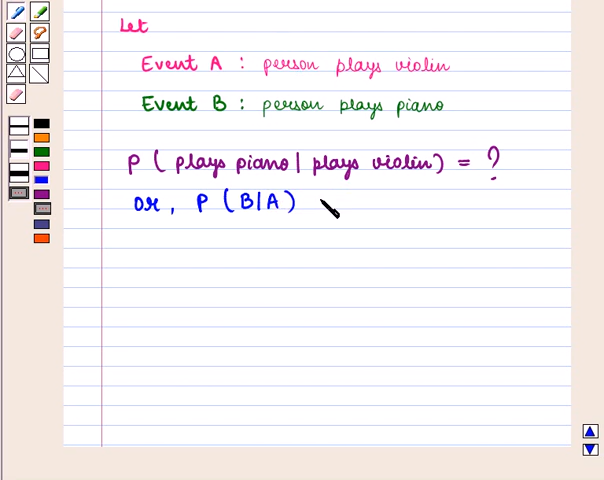 Let
Event A : person plays violin
Event B : person plays piano
P ( plays piano | plays violin ) = ?
or, P ( B | A )